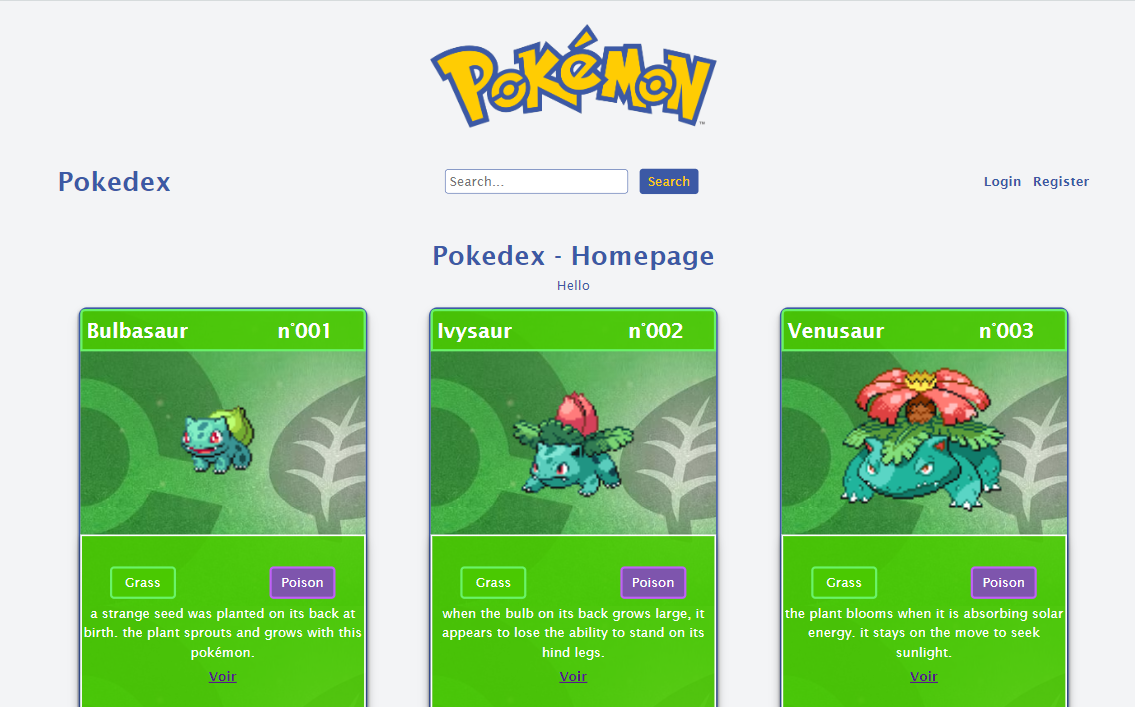 POKéMON
™
Pokedex
Search...
Search
Login
Register
Pokedex - Homepage
Hello
Bulbasaur
n°001
Grass
Poison
a strange seed was planted on its back at
birth. the plant sprouts and grows with this
pokémon.
Voir
Ivysaur
n°002
Grass
Poison
when the bulb on its back grows large, it
appears to lose the ability to stand on its
hind legs.
Voir
Venusaur
n°003
Grass
Poison
the plant blooms when it is absorbing solar
energy. it stays on the move to seek
sunlight.
Voir